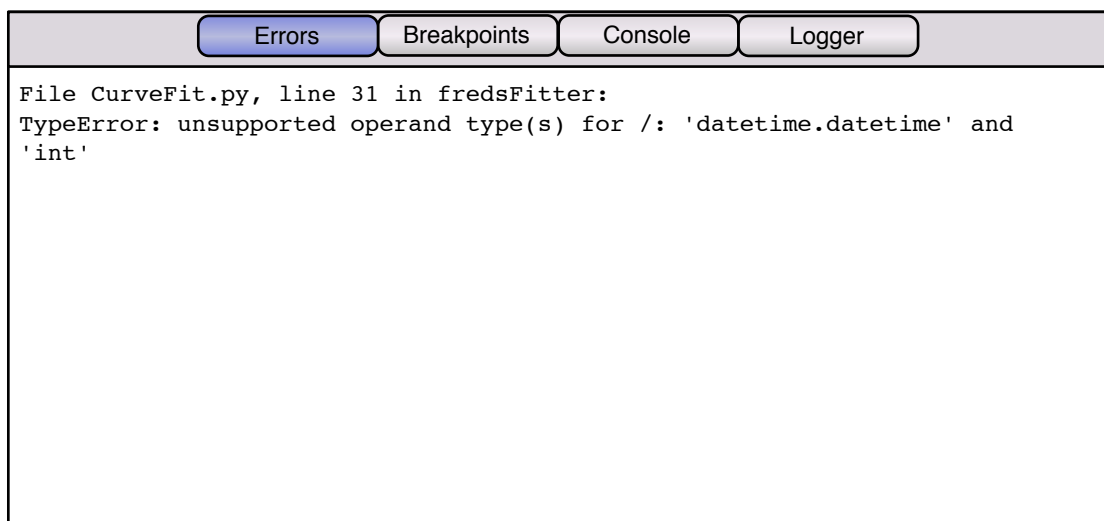 Errors Breakpoints Console Logger
File CurveFit.py, line 31 in fredsFitter:
TypeError: unsupported operand type(s) for /: 'datetime.datetime' and
'int'